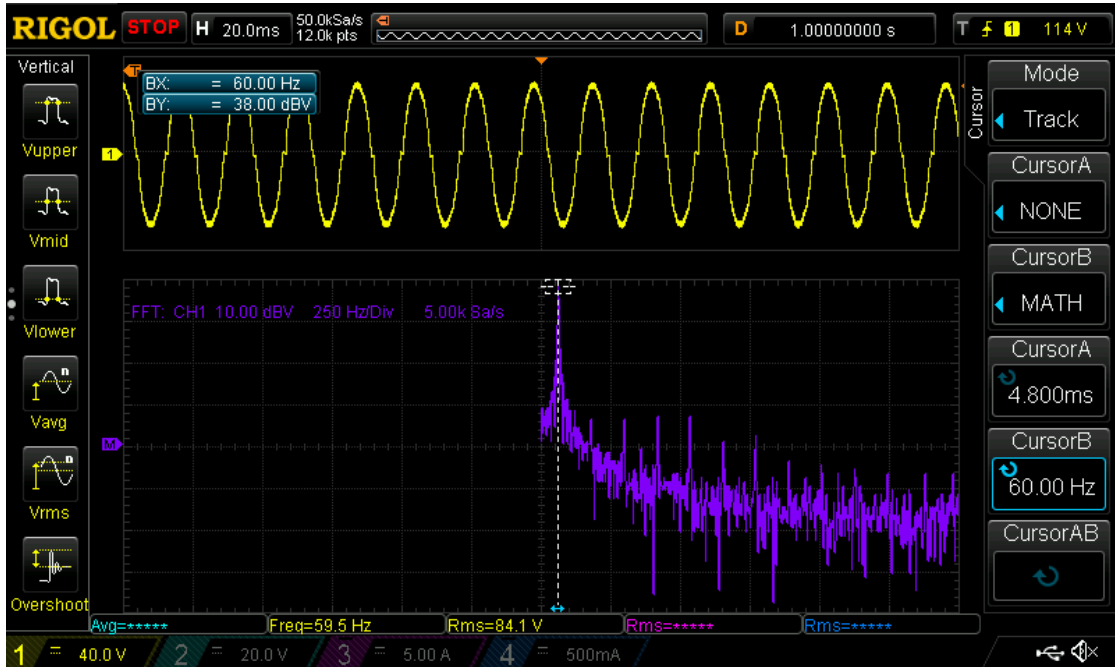 RIGOL STOP H 20.0ms 50.0kSa/s 12.0k pts D 1.00000000 s T 1 114 V
Vertical
Vupper
Vmid
Vlower
Vavg
n
Vrms
n
Overshoot
T
BX: = 60.00 Hz
BY: = 38.00 dBV
1
FFT: CH1 10.00 dBV 250 Hz/Div 5.00k Sa/s
M
Cursor
Mode
Track
CursorA
NONE
CursorB
MATH
CursorA
4.800ms
CursorB
60.00 Hz
CursorAB
Avg=***** Freq=59.5 Hz Rms=84.1 V Rms=***** Rms=*****
1 = 40.0 V 2 = 20.0 V 3 = 5.00 A 4 = 500mA